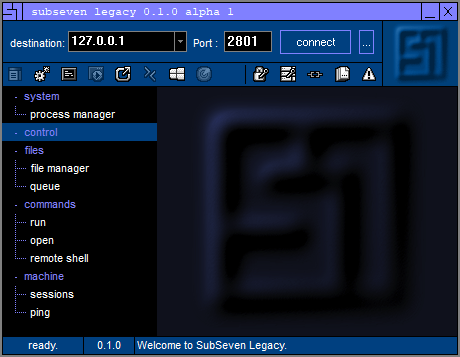 subseven legacy 0.1.0 alpha 1
destination: 127.0.0.1 Port : 2801 connect ...
- system
process manager
- control
- files
file manager
queue
- commands
run
open
remote shell
- machine
sessions
ping
ready. 0.1.0 Welcome to SubSeven Legacy.